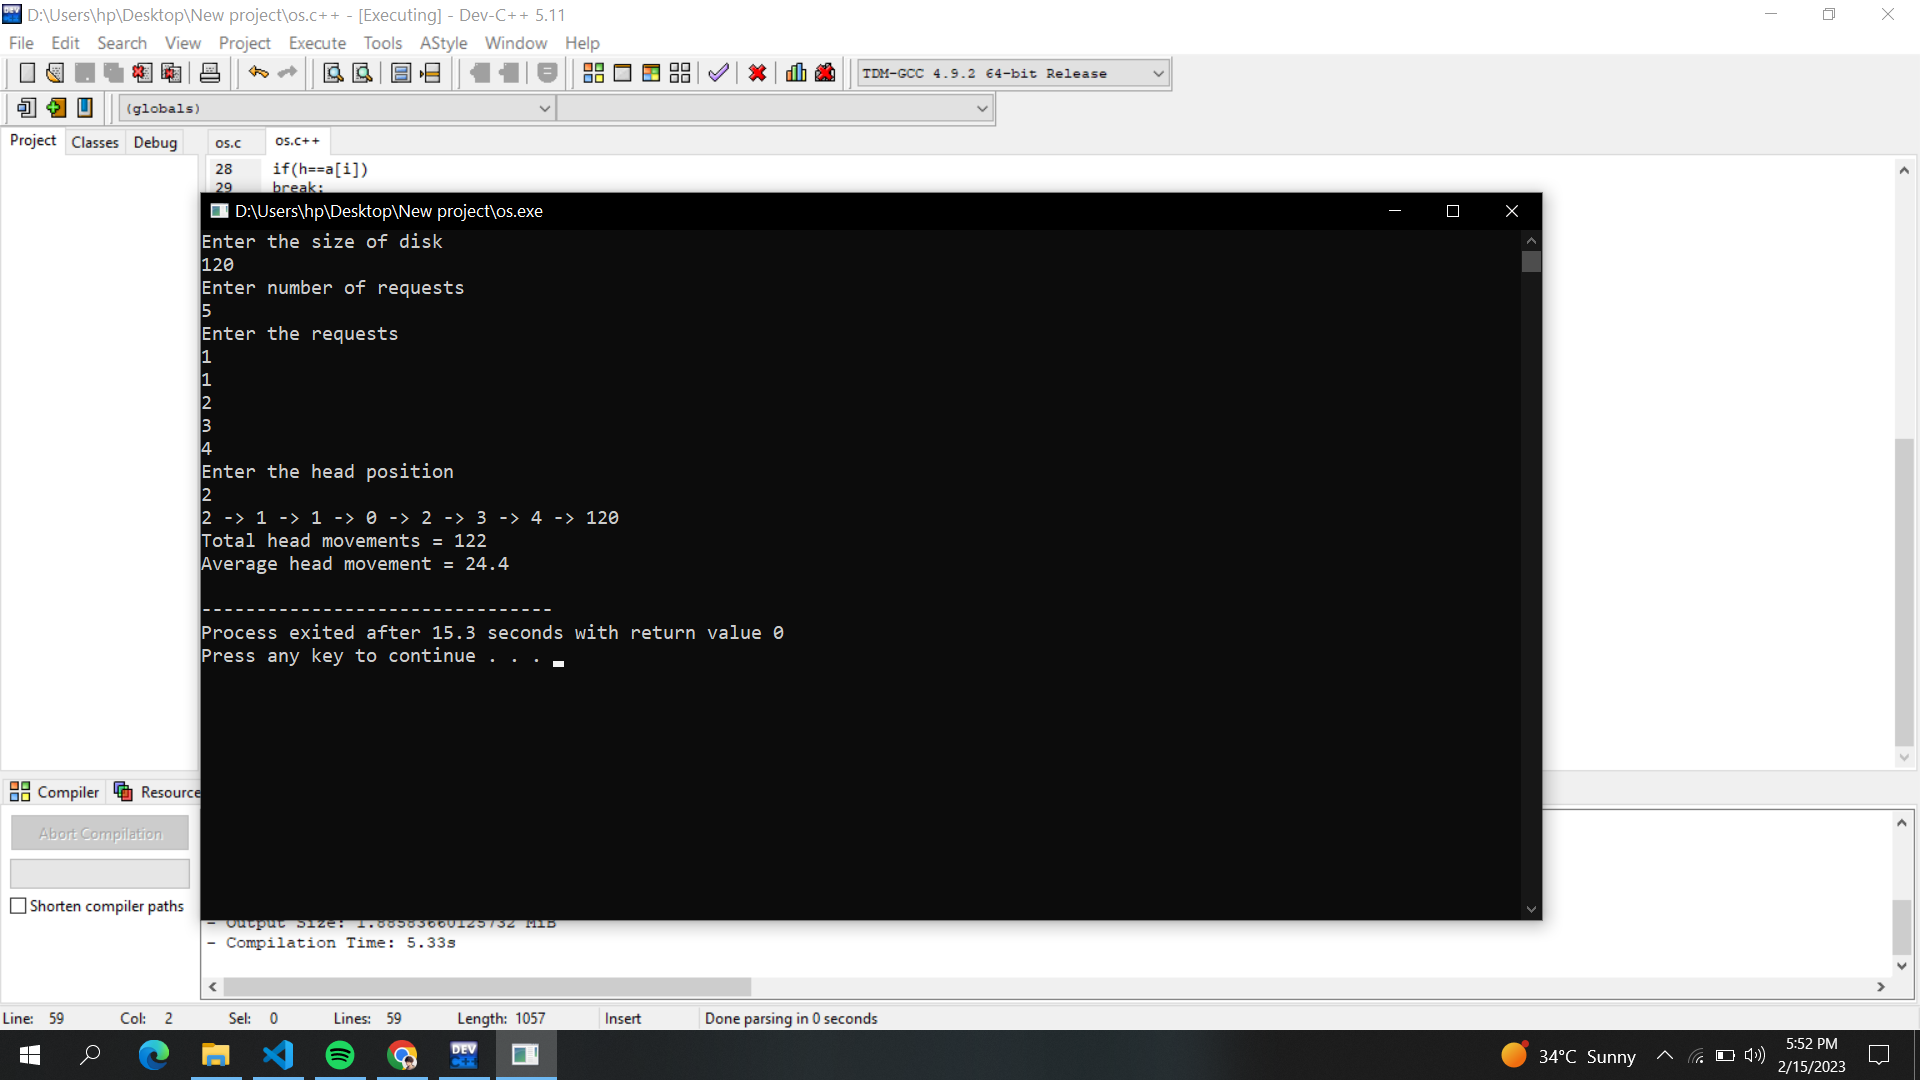 D:\Users\hp\Desktop\New project\os.c++ - [Executing] - Dev-C++ 5.11
File Edit Search View Project Execute Tools AStyle Window Help
TDM-GCC 4.9.2 64-bit Release
(globals)
Project Classes Debug os.c os.c++
28 if(h==a[i])
29 break;
D:\Users\hp\Desktop\New project\os.exe
Enter the size of disk
120
Enter number of requests
5
Enter the requests
1
1
2
3
4
Enter the head position
2
2 -> 1 -> 1 -> 0 -> 2 -> 3 -> 4 -> 120
Total head movements = 122
Average head movement = 24.4
--------------------------------
Process exited after 15.3 seconds with return value 0
Press any key to continue . . .
Compiler Resource
Abort Compilation
Shorten compiler paths
- Output Size: 1.88583660125732 MiB
- Compilation Time: 5.33s
Line: 59 Col: 2 Sel: 0 Lines: 59 Length: 1057 Insert Done parsing in 0 seconds
DEV C++
34°C Sunny
5:52 PM
2/15/2023